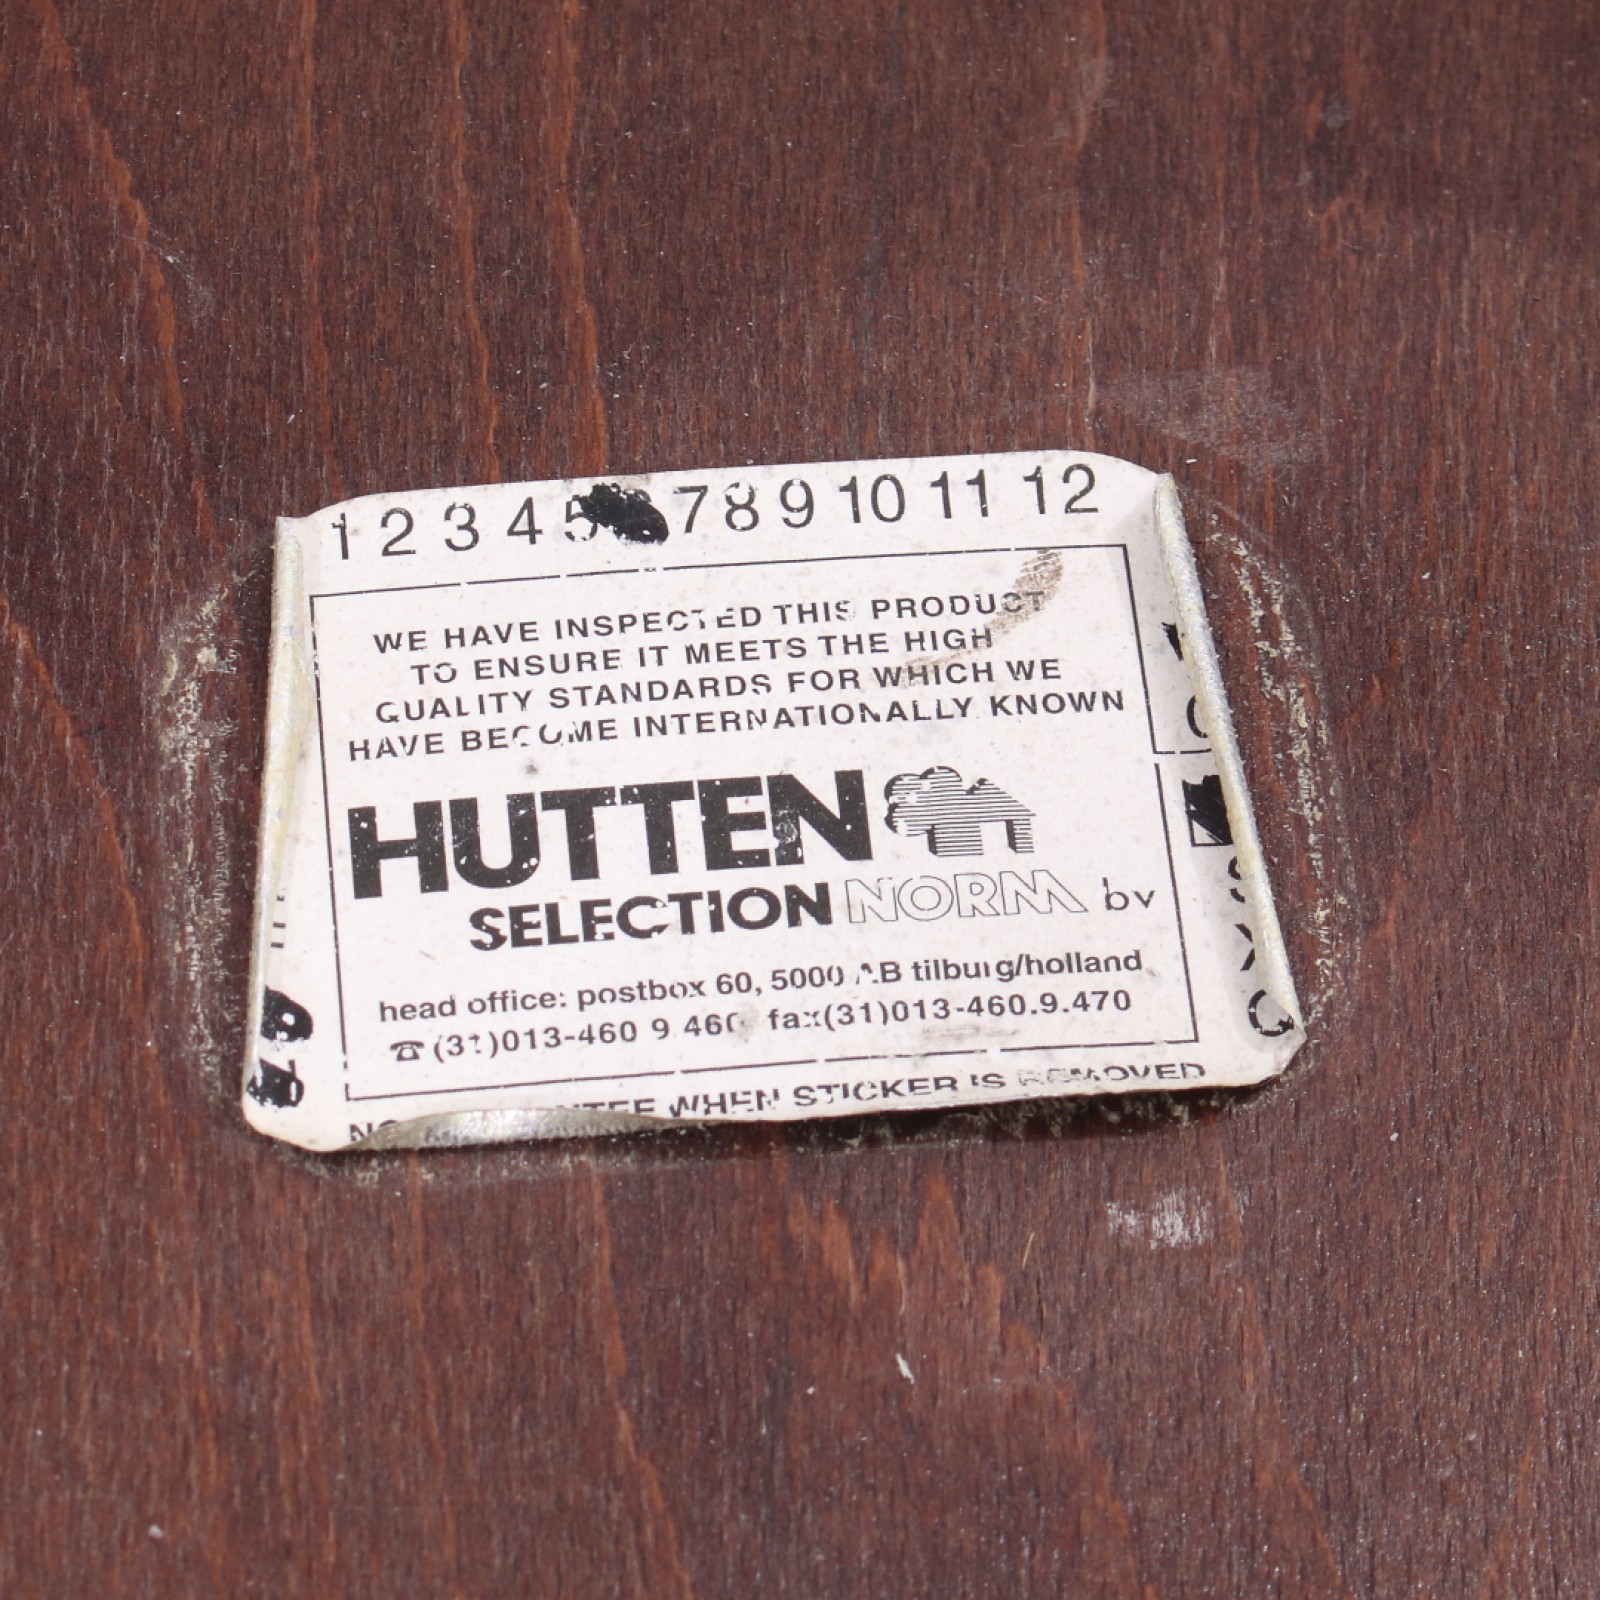 1 2 3 4 5 7 8 9 10 11 12
WE HAVE INSPECTED THIS PRODUCT
TO ENSURE IT MEETS THE HIGH
QUALITY STANDARDS FOR WHICH WE
HAVE BECOME INTERNATIONALLY KNOWN
HUTTEN
SELECTION NORM bv
head office: postbox 60, 5000 AB tilburg/holland
☎(31)013-460 9 460 fax(31)013-460.9.470
WHEN STICKER IS REMOVED